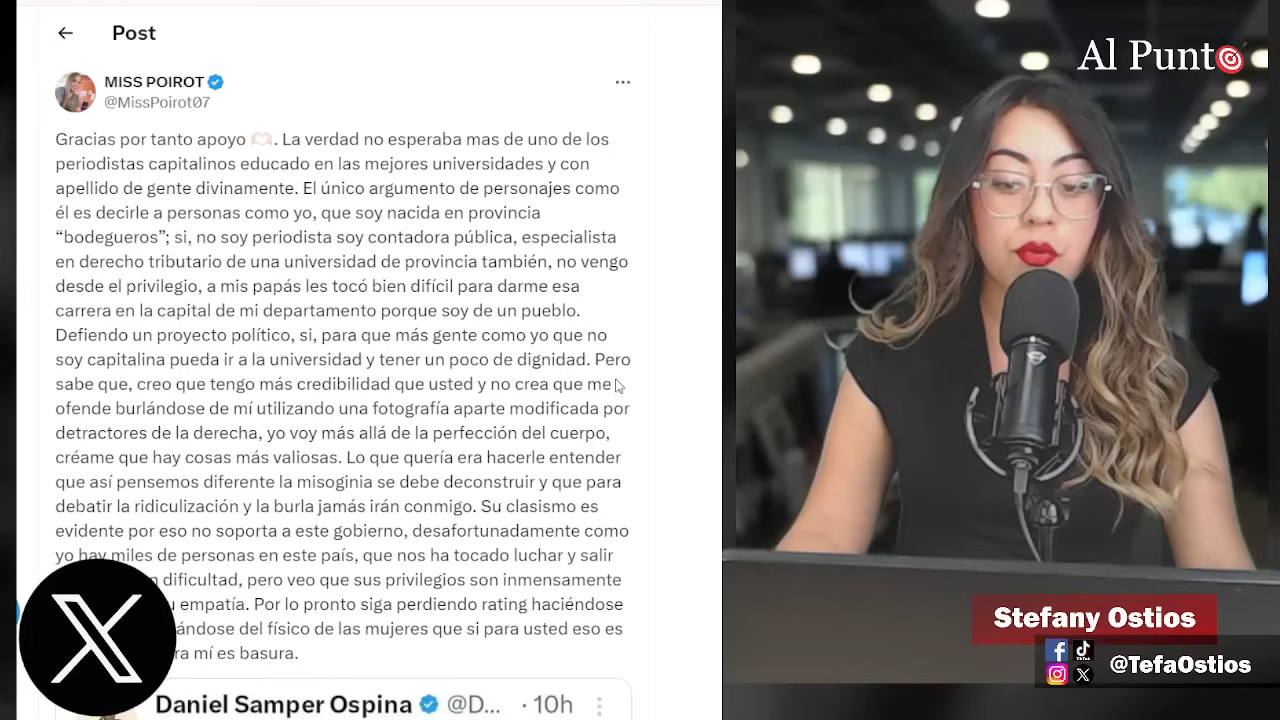 Post
MISS POIROT
@MissPoirot07
Gracias por tanto apoyo 🫶🏻. La verdad no esperaba mas de uno de los
periodistas capitalinos educado en las mejores universidades y con
apellido de gente divinamente. El único argumento de personajes como
él es decirle a personas como yo, que soy nacida en provincia
“bodegueros”; si, no soy periodista soy contadora pública, especialista
en derecho tributario de una universidad de provincia también, no vengo
desde el privilegio, a mis papás les tocó bien difícil para darme esa
carrera en la capital de mi departamento porque soy de un pueblo.
Defiendo un proyecto político, si, para que más gente como yo que no
soy capitalina pueda ir a la universidad y tener un poco de dignidad. Pero
sabe que, creo que tengo más credibilidad que usted y no crea que me
ofende burlándose de mí utilizando una fotografía aparte modificada por
detractores de la derecha, yo voy más allá de la perfección del cuerpo,
créame que hay cosas más valiosas. Lo que quería era hacerle entender
que así pensemos diferente la misoginia se debe deconstruir y que para
debatir la ridiculización y la burla jamás irán conmigo. Su clasismo es
evidente por eso no soporta a este gobierno, desafortunadamente como
yo hay miles de personas en este país, que nos ha tocado luchar y salir
dificultad, pero veo que sus privilegios son inmensamente
empatía. Por lo pronto siga perdiendo rating haciéndose
del físico de las mujeres que si para usted eso es
mí es basura.
Daniel Samper Ospina @D... · 10h
Al Punto
Stefany Ostios
@TefaOstios